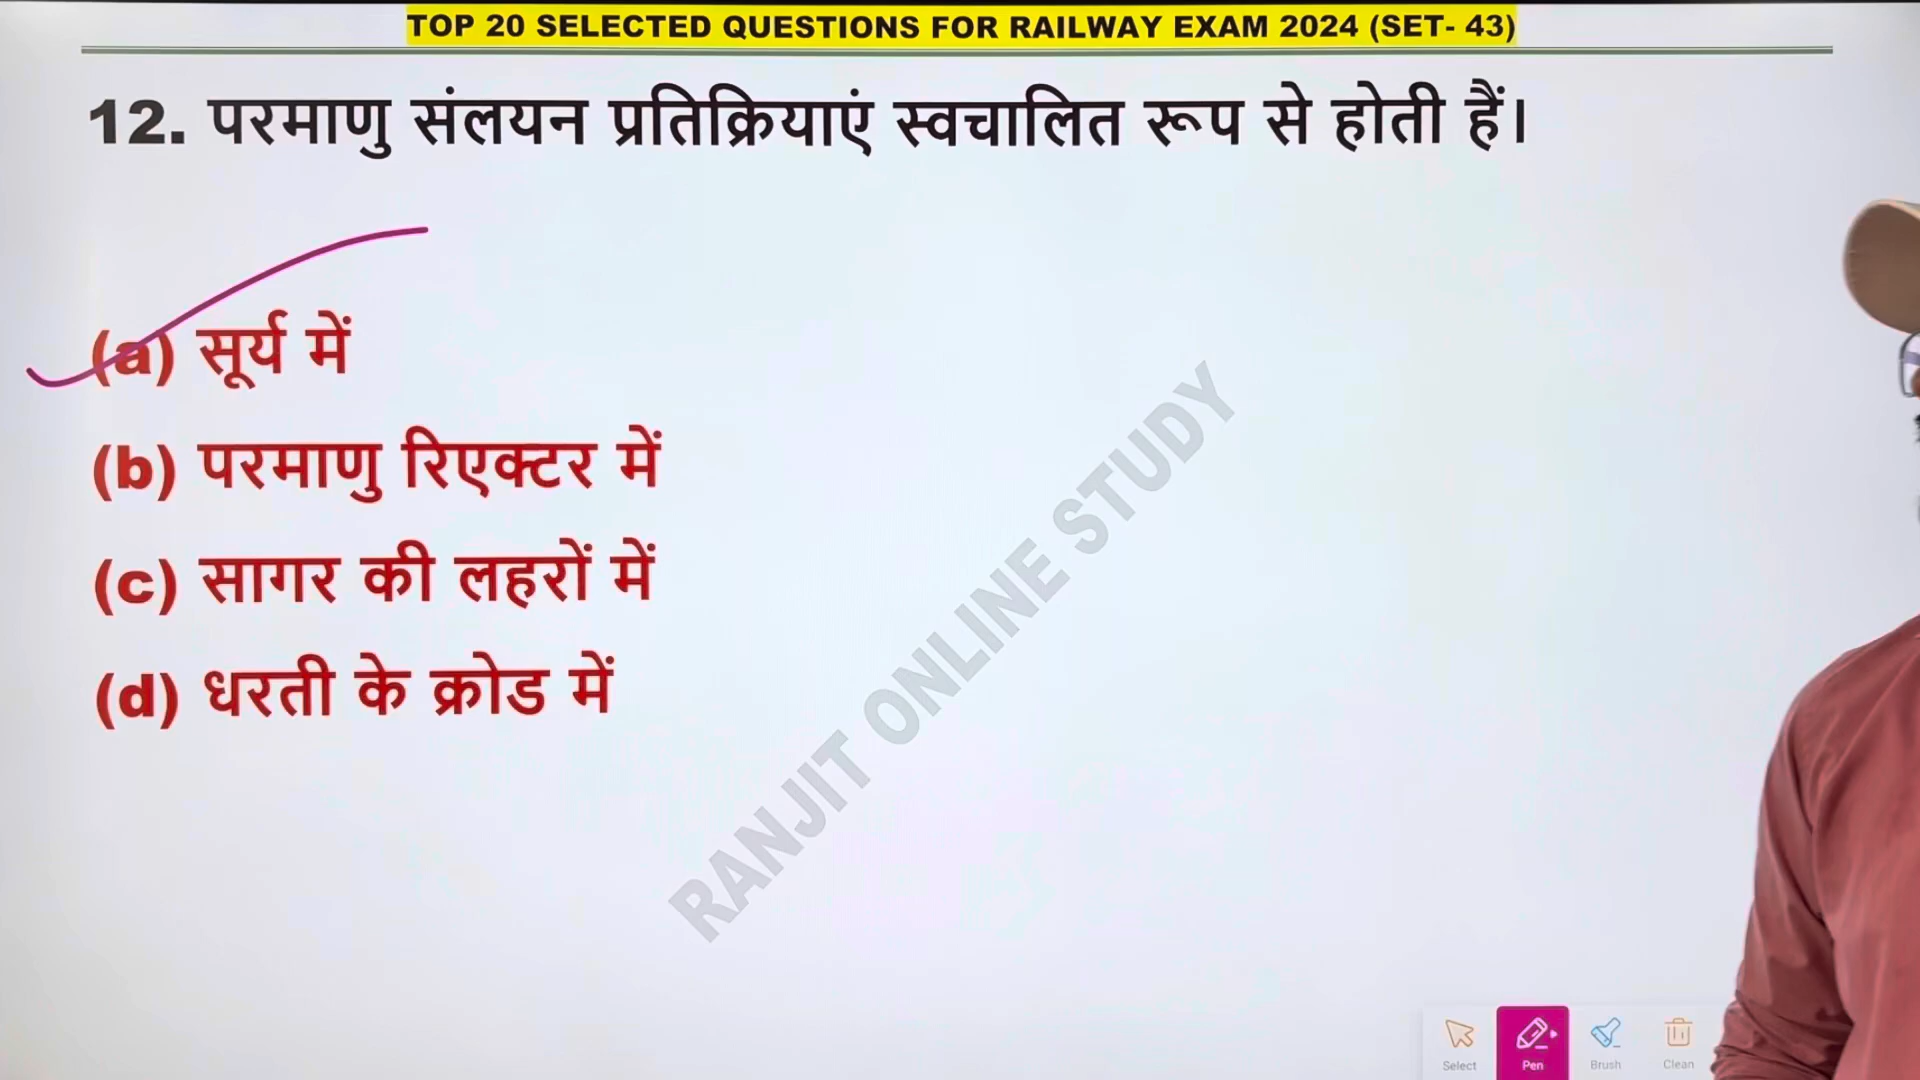 TOP 20 SELECTED QUESTIONS FOR RAILWAY EXAM 2024 (SET- 43)
12. परमाणु संलयन प्रतिक्रियाएं स्वचालित रूप से होती हैं।
(a) सूर्य में
(b) परमाणु रिएक्टर में
(c) सागर की लहरों में
(d) धरती के क्रोड में
RANJIT ONLINE STUDY
Select Pen Brush Clean